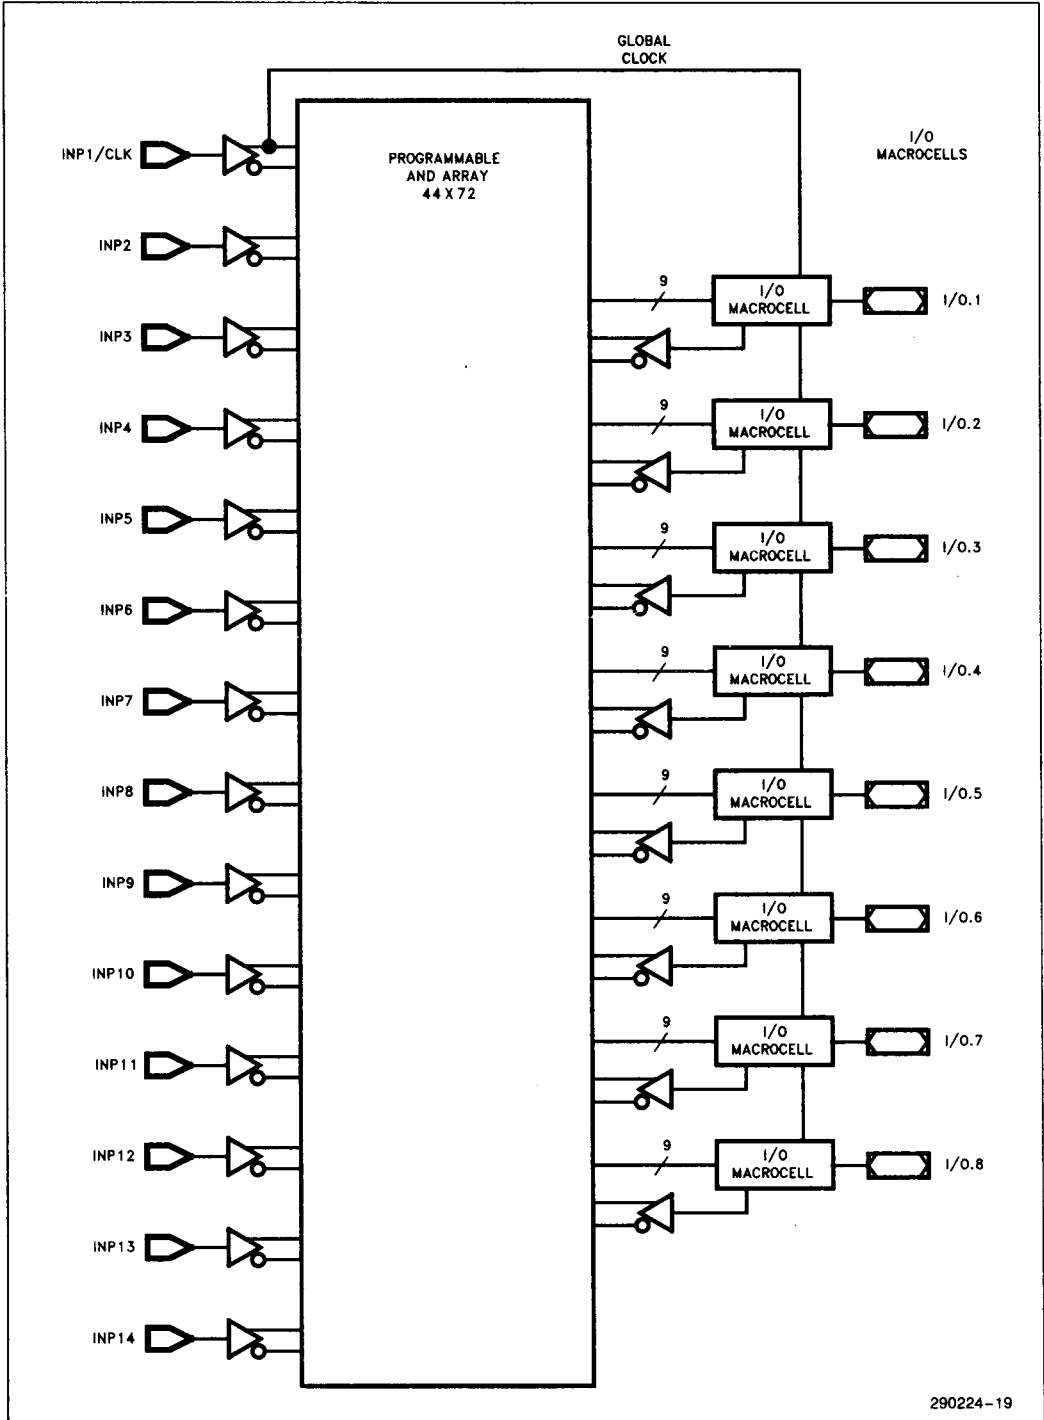 GLOBAL
CLOCK
I/O
MACROCELLS
PROGRAMMABLE
AND ARRAY
44X72
INP1/CLK
INP2
INP3
INP4
INP5
INP6
INP7
INP8
INP9
INP10
INP11
INP12
INP13
INP14
9
I/O
MACROCELL
I/O.1
9
I/O
MACROCELL
I/O.2
9
I/O
MACROCELL
I/O.3
9
I/O
MACROCELL
I/O.4
9
I/O
MACROCELL
I/O.5
9
I/O
MACROCELL
I/O.6
9
I/O
MACROCELL
I/O.7
9
I/O
MACROCELL
I/O.8
290224-19